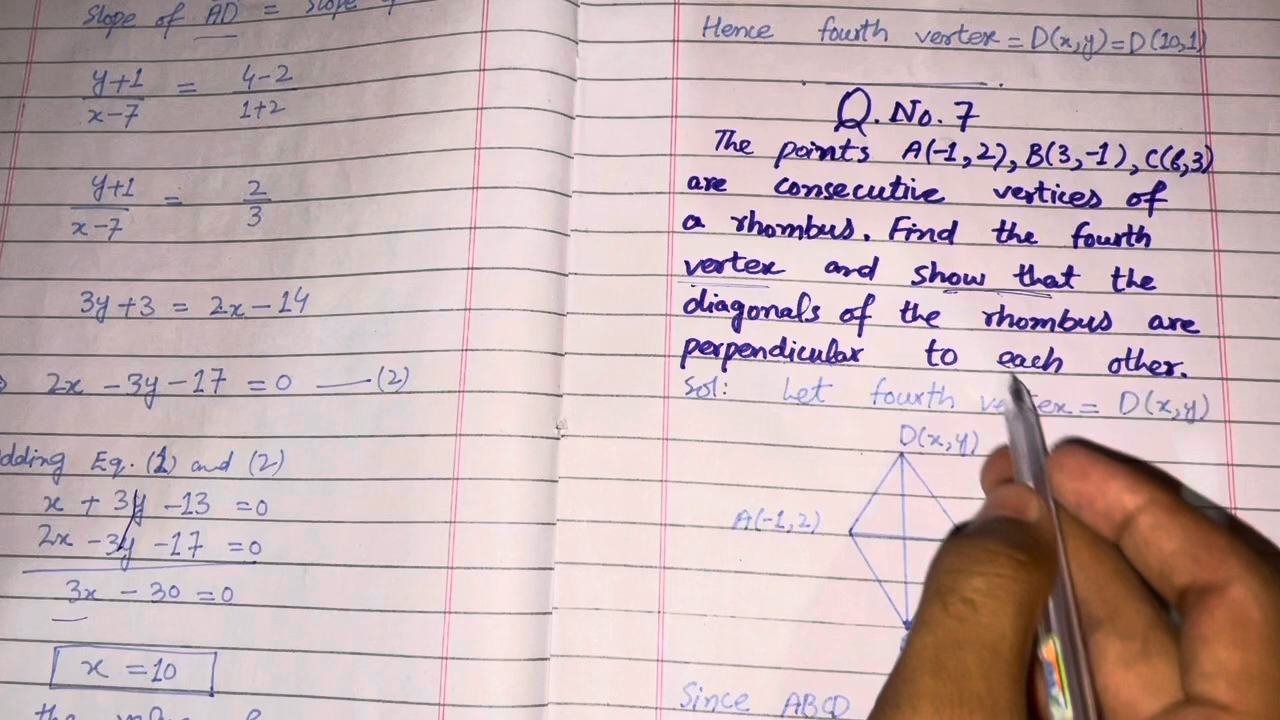 Slope of AD = Slope
y+1 / x-7 = 4-2 / 1+2
y+1 / x-7 = 2 / 3
3y+3 = 2x-14
2x -3y -17 = 0 —(2)
dding Eq. (1) and (2)
x + 3y -13 =0
2x -3y -17 =0
3x - 30 =0
x =10
the
Hence fourth vertex = D(x,y)=D(10,1)
Q.No.7
The points A(-1,2), B(3,-1), C(6,3)
are consecutive vertices of
a rhombus. Find the fourth
vertex and show that the
diagonals of the rhombus are
perpendicular to each other.
Sol: Let fourth vertex = D(x,y)
D(x,y)
A(-1,2)
Since ABCD